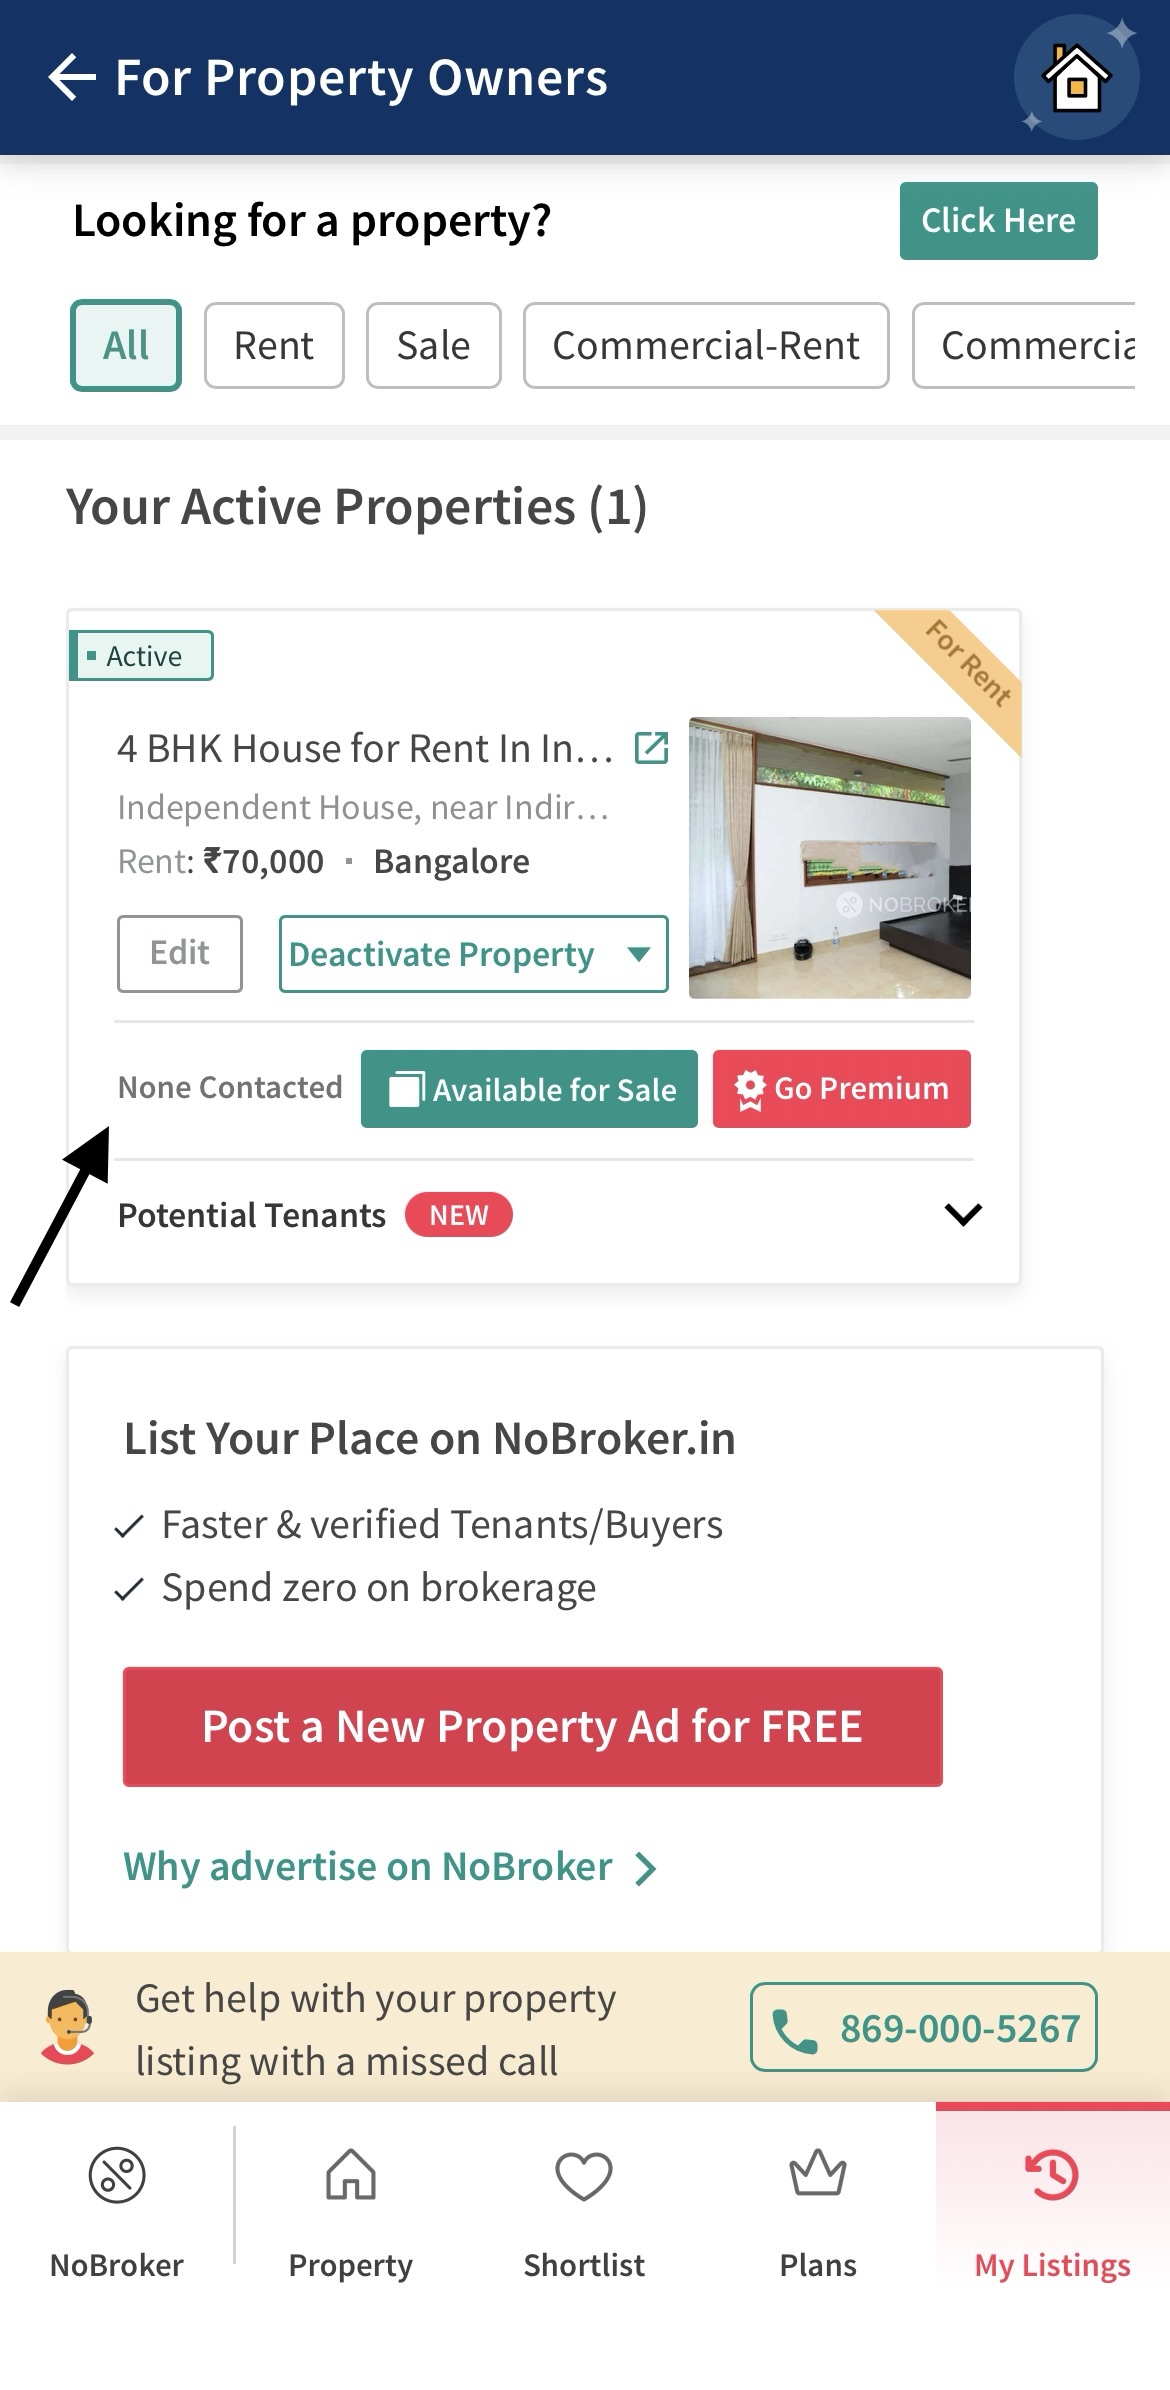 For Property Owners
Looking for a property?
Click Here
All
Rent
Sale
Commercial-Rent
Commercia
Your Active Properties (1)
Active
For Rent
4 BHK House for Rent In In...
Independent House, near Indir...
Rent: ₹70,000 · Bangalore
NOBROKE
Edit
Deactivate Property
None Contacted
Available for Sale
Go Premium
Potential Tenants
NEW
List Your Place on NoBroker.in
Faster & verified Tenants/Buyers
Spend zero on brokerage
Post a New Property Ad for FREE
Why advertise on NoBroker
Get help with your property
listing with a missed call
869-000-5267
NoBroker
Property
Shortlist
Plans
My Listings